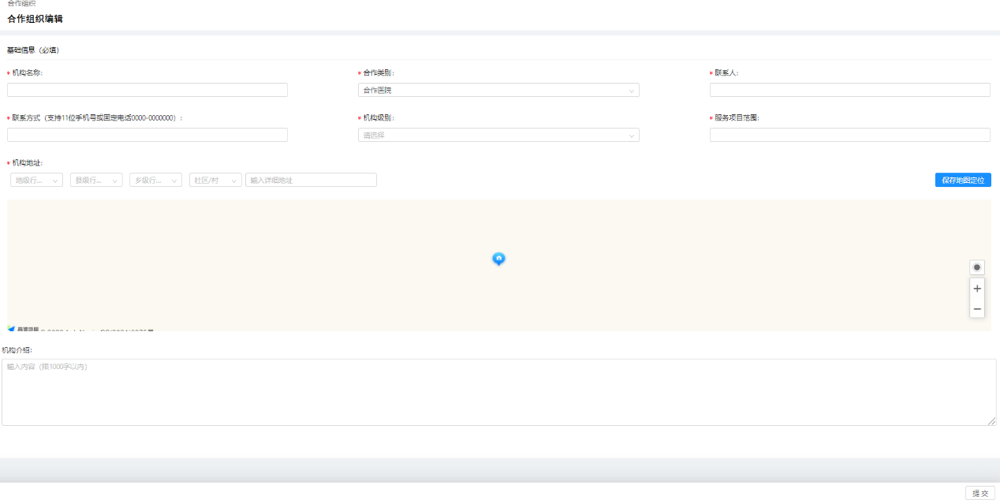 合作组织
合作组织编辑
基础信息（必填）
* 机构名称:
* 合作类别:
* 联系人:
合作医院
* 联系方式（支持11位手机号或固定电话0000-0000000）:
* 机构级别:
* 服务项目范围:
请选择
* 机构地址:
地级行...
县级行...
乡级行...
社区/村
输入详细地址
保存地图定位
机构介绍:
输入内容（限1000字以内）
提 交